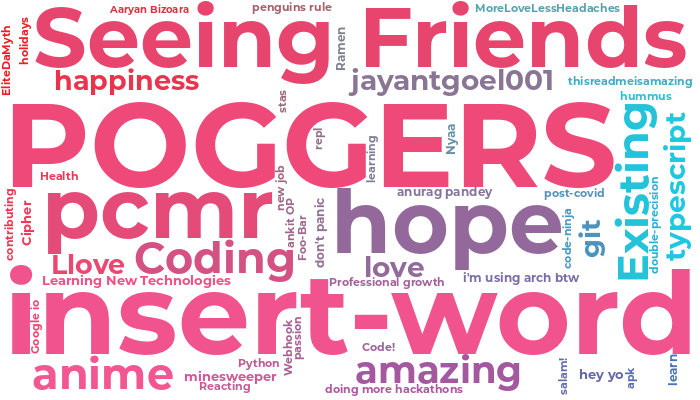 Seeing Friends
Aaryan Bizoara
penguins rule
MoreLoveLessHeadaches
EliteDaMyth
holidays
Ramen
happiness
jayantgoel001
thisreadmeisamazing
hummus
POGGERS
stas
repl
learning
Nyaa
Existing
typescript
Health
new job
anurag pandey
post-covid
contributing
Cipher
pcmr
ankit OP
Foo-Bar
don't panic
hope
code-ninja
git
double-precision
Llove
Coding
love
i'm using arch btw
Learning New Technologies
Professional growth
insert-word
Google io
Webhook
passion
Code!
anime
Python
minesweeper
Reacting
amazing
doing more hackathons
salam!
hey yo
apk
learn